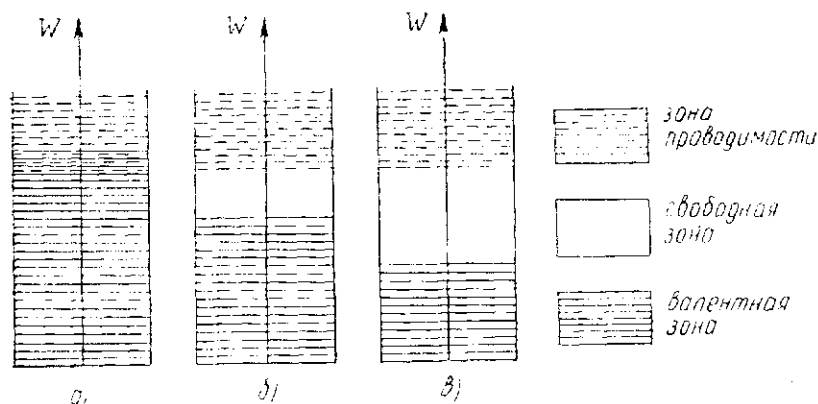 W
W
W
зона
проводимости
свободная
зона
валентная
зона
а)
б)
в)